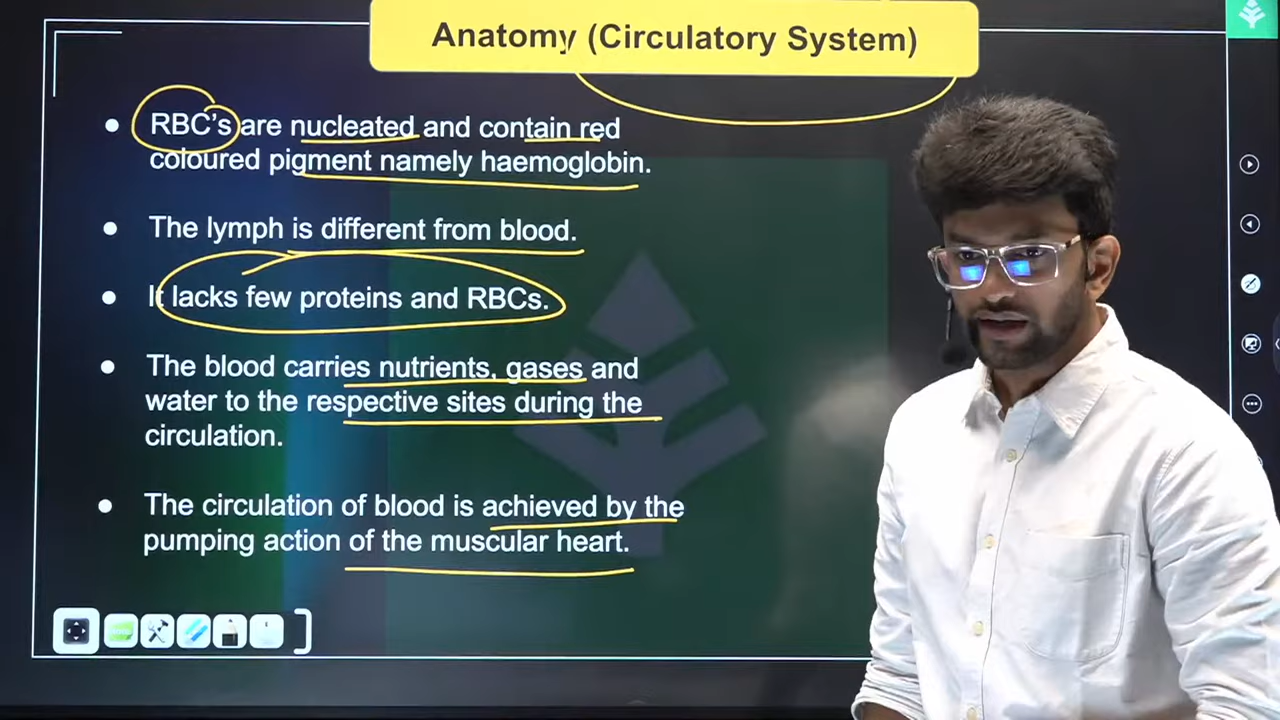 Anatomy (Circulatory System)
• RBC's are nucleated and contain red
coloured pigment namely haemoglobin.
• The lymph is different from blood.
• It lacks few proteins and RBCs.
• The blood carries nutrients, gases and
water to the respective sites during the
circulation.
• The circulation of blood is achieved by the
pumping action of the muscular heart.